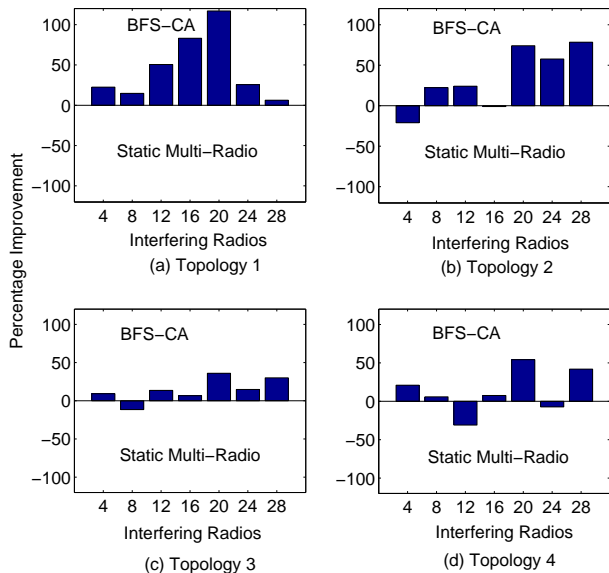 Percentage Improvement
100
50
0
−50
−100
BFS−CA
Static Multi−Radio
4 8 12 16 20 24 28
Interfering Radios
(a) Topology 1
100
50
0
−50
−100
BFS−CA
Static Multi−Radio
4 8 12 16 20 24 28
Interfering Radios
(b) Topology 2
100
50
0
−50
−100
BFS−CA
Static Multi−Radio
4 8 12 16 20 24 28
Interfering Radios
(c) Topology 3
100
50
0
−50
−100
BFS−CA
Static Multi−Radio
4 8 12 16 20 24 28
Interfering Radios
(d) Topology 4